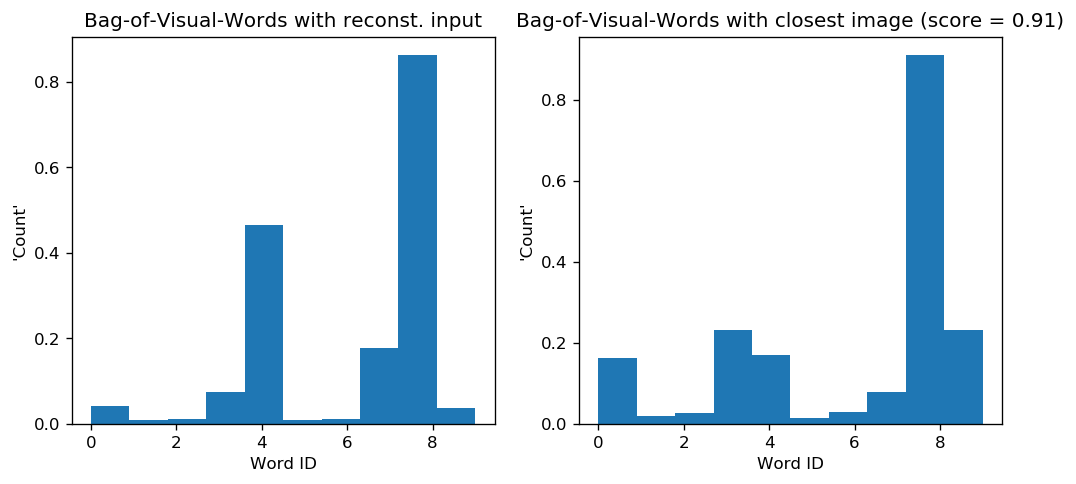 Bag-of-Visual-Words with reconst. input
'Count'
0.8
0.6
0.4
0.2
0.0
0 2 4 6 8
Word ID
Bag-of-Visual-Words with closest image (score = 0.91)
'Count'
0.8
0.6
0.4
0.2
0.0
0 2 4 6 8
Word ID